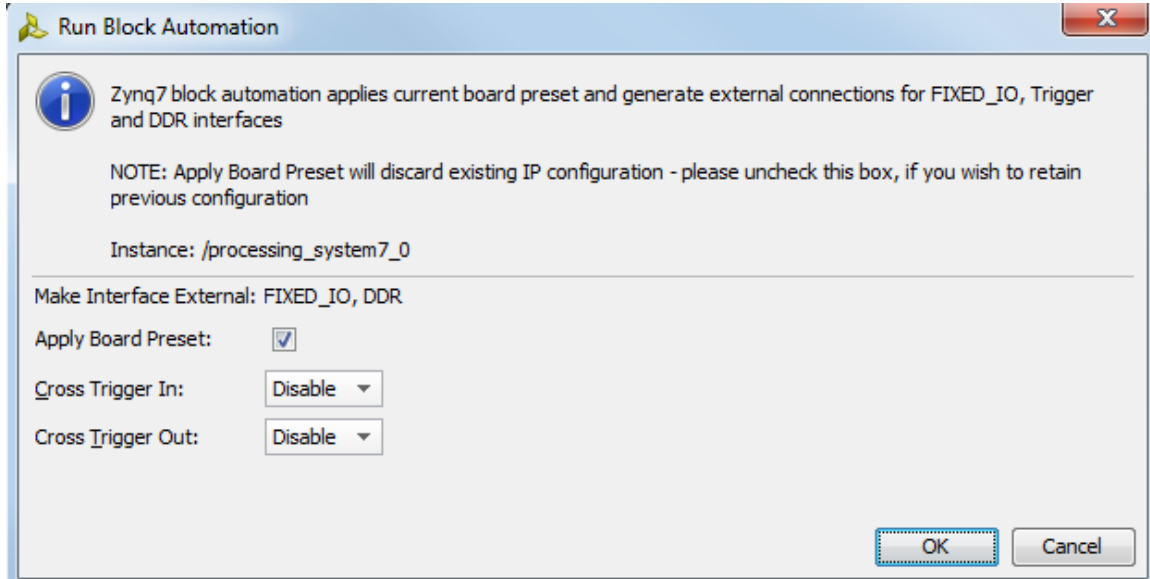 Run Block Automation
Zynq7 block automation applies current board preset and generate external connections for FIXED_IO, Trigger
and DDR interfaces
NOTE: Apply Board Preset will discard existing IP configuration - please uncheck this box, if you wish to retain
previous configuration
Instance: /processing_system7_0
Make Interface External: FIXED_IO, DDR
Apply Board Preset:
Cross Trigger In: Disable
Cross Trigger Out: Disable
OK Cancel